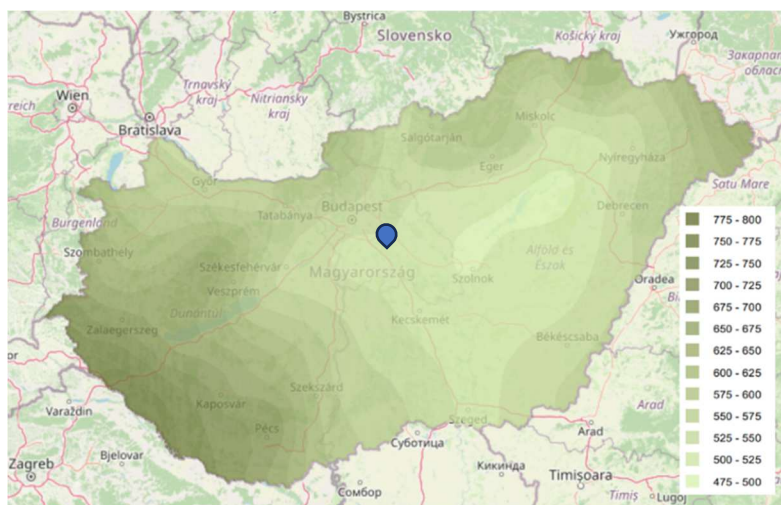 Bystrica
Slovensko
Košický kraj
Ужгород
Закарпат
област
Wien
Trnavský
kraj
Nitriansky
kraj
rreich
Bratislava
Miskolc
Salgótarján
Eger
Nyíregyháza
Győr
Satu Mare
Budapest
Debrecen
Tatabánya
Burgenland
Szombathely
Székesfehérvár
Alföld és
Észak
Oradea
Magyarország
Szolnok
Veszprém
Dunántúl
Kecskemét
Zalaegerszeg
Békéscsaba
Szekszárd
Kaposvár
Arad
Varaždin
Pécs
Szeged
Суботица
Arad
Bjelovar
Zagreb
Кикинда
Timișoara
Сомбор
Timiș
Lugoj
775 - 800
750 - 775
725 - 750
700 - 725
675 - 700
650 - 675
625 - 650
600 - 625
575 - 600
550 - 575
525 - 550
500 - 525
475 - 500